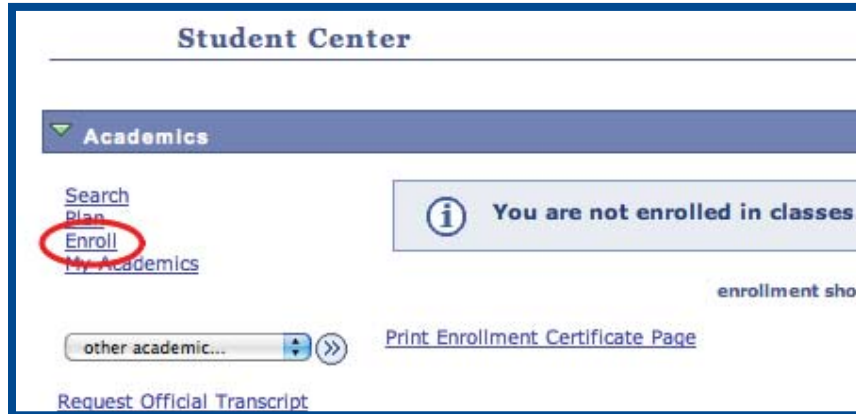 Student Center
Academics
Search
Plan
Enroll
My Academics
You are not enrolled in classes
enrollment sho
other academic...
Print Enrollment Certificate Page
Request Official Transcript